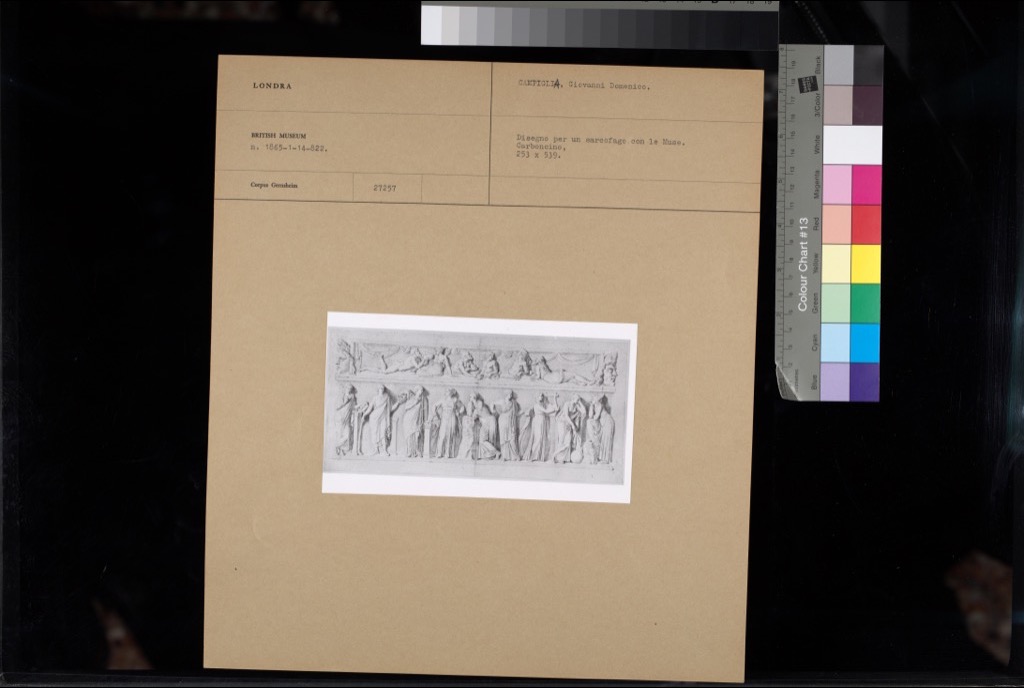 LONDRA
CAMPIGLIA, Giovanni Domenico.
BRITISH MUSEUM
n. 1865-1-14-822.
Disegno per un sarcofago con le Muse.
Carboncino.
253 x 539.
Corpus Gernsheim
27257
Colour Chart #13
Blue
Cyan
Green
Yellow
Red
Magenta
White
3/Color
Black